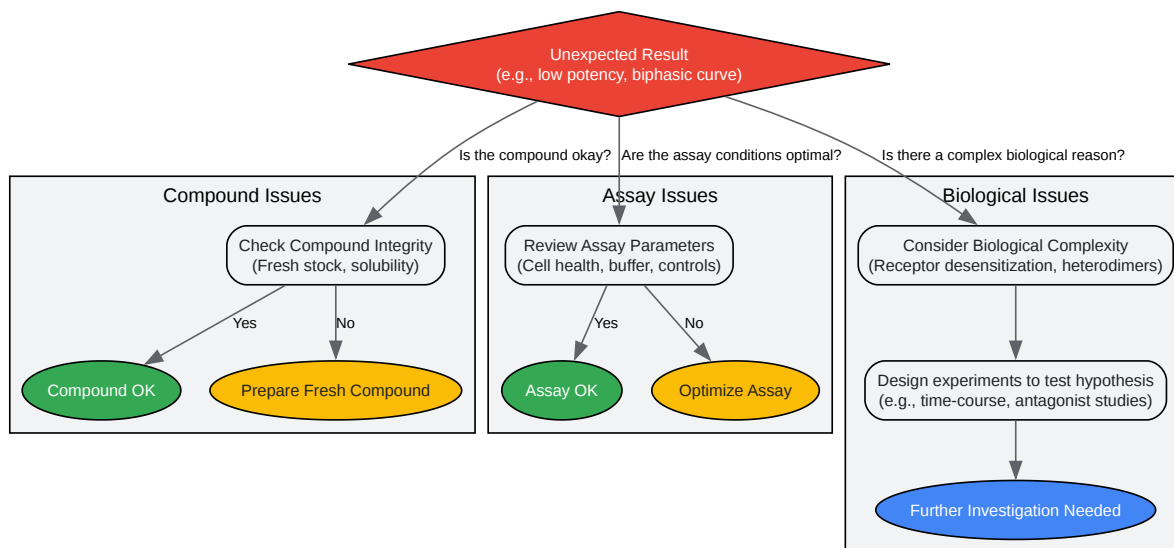 Unexpected Result
(e.g., low potency, biphasic curve)
Is the compound okay?
Are the assay conditions optimal?
Is there a complex biological reason?
Compound Issues
Check Compound Integrity
(Fresh stock, solubility)
Yes
No
Compound OK
Prepare Fresh Compound
Assay Issues
Review Assay Parameters
(Cell health, buffer, controls)
Yes
No
Assay OK
Optimize Assay
Biological Issues
Consider Biological Complexity
(Receptor desensitization, heterodimers)
Design experiments to test hypothesis
(e.g., time-course, antagonist studies)
Further Investigation Needed